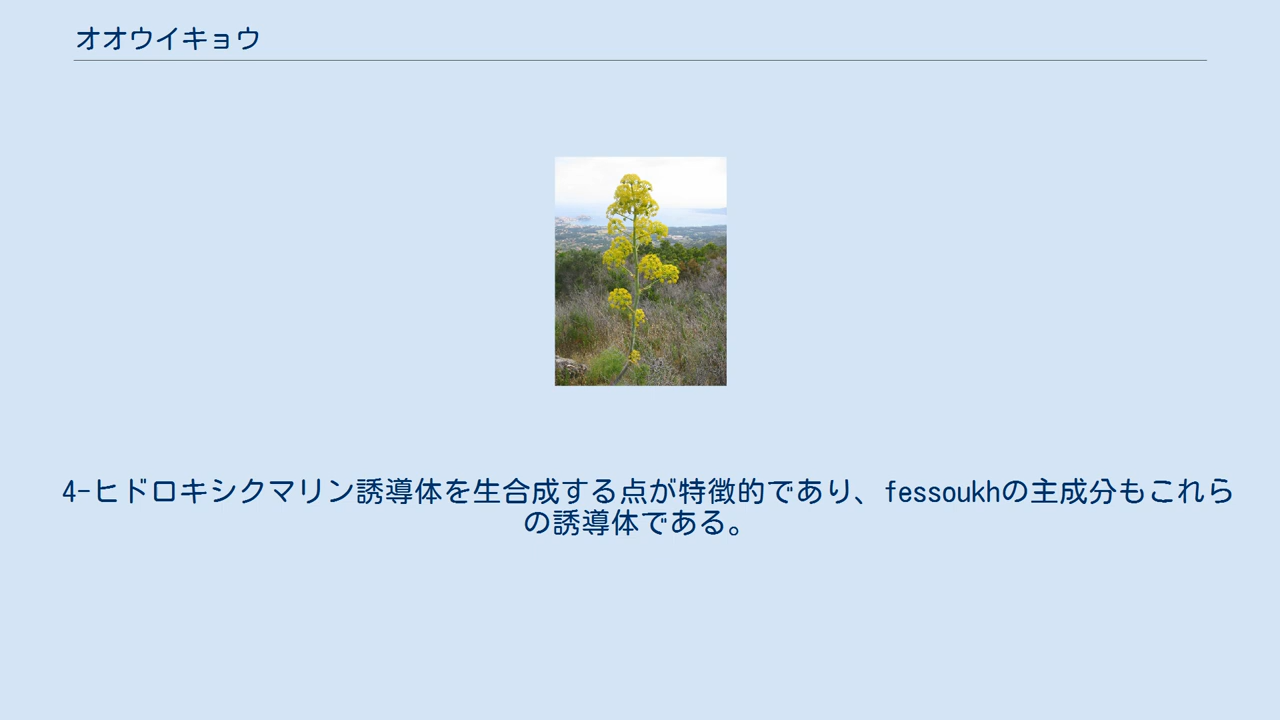 オオウイキョウ
4-ヒドロキシクマリン誘導体を生合成する点が特徴的であり、fessoukhの主成分もこれら
の誘導体である。